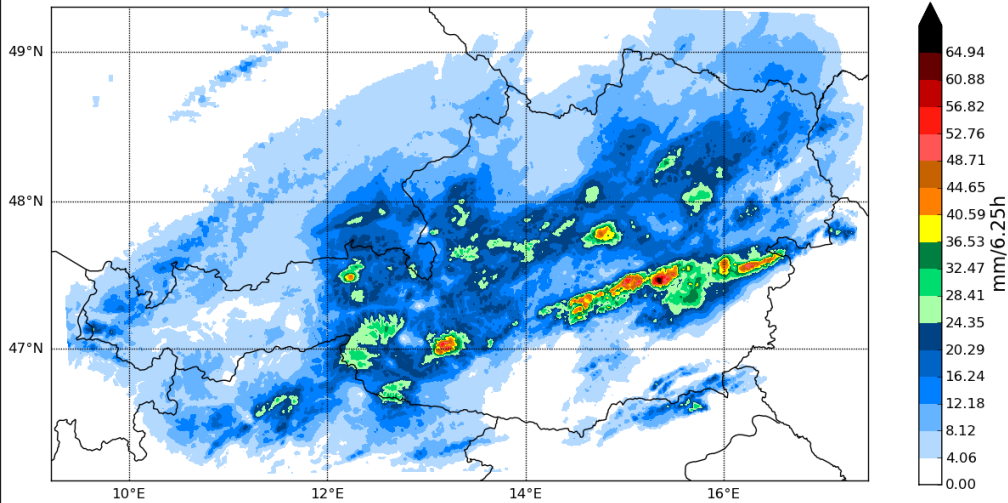 49°N
48°N
47°N
10°E
12°E
14°E
16°E
64.94
60.88
56.82
52.76
48.71
44.65
40.59
36.53
32.47
28.41
24.35
20.29
16.24
12.18
8.12
4.06
0.00
mm/6.25h